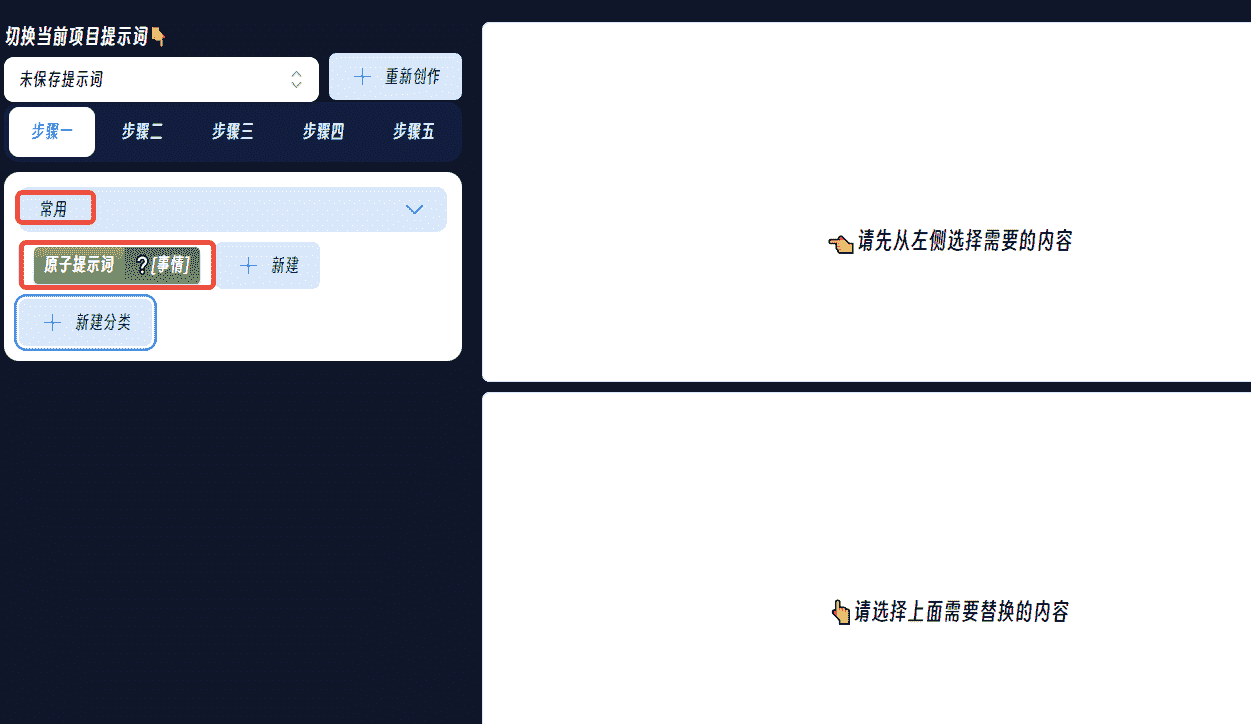 切换当前项目提示词👇
未保存提示词
重新创作
步骤一 步骤二 步骤三 步骤四 步骤五
常用
原子提示词 ?[事情]
新建
新建分类
👈请先从左侧选择需要的内容
👆请选择上面需要替换的内容